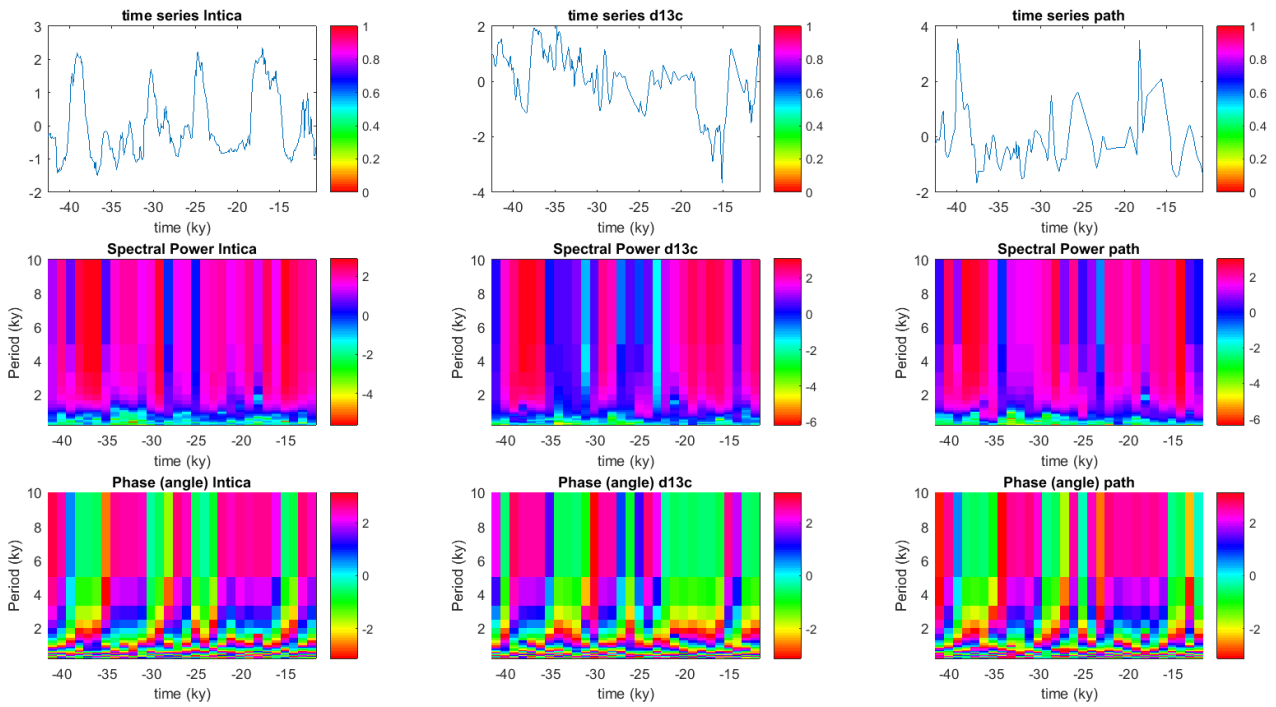 time series lntica
3
2
1
0
-1
-2
-40 -35 -30 -25 -20 -15
time (ky)
1
0.8
0.6
0.4
0.2
0
time series d13c
2
0
-2
-4
-40 -35 -30 -25 -20 -15
time (ky)
1
0.8
0.6
0.4
0.2
0
time series path
4
2
0
-2
-40 -35 -30 -25 -20 -15
time (ky)
1
0.8
0.6
0.4
0.2
0
Spectral Power lntica
Period (ky)
10
8
6
4
2
-40 -35 -30 -25 -20 -15
time (ky)
2
0
-2
-4
Spectral Power d13c
Period (ky)
10
8
6
4
2
-40 -35 -30 -25 -20 -15
time (ky)
2
0
-2
-4
-6
Spectral Power path
Period (ky)
10
8
6
4
2
-40 -35 -30 -25 -20 -15
time (ky)
2
0
-2
-4
-6
Phase (angle) lntica
Period (ky)
10
8
6
4
2
-40 -35 -30 -25 -20 -15
time (ky)
2
0
-2
Phase (angle) d13c
Period (ky)
10
8
6
4
2
-40 -35 -30 -25 -20 -15
time (ky)
2
0
-2
Phase (angle) path
Period (ky)
10
8
6
4
2
-40 -35 -30 -25 -20 -15
time (ky)
2
0
-2